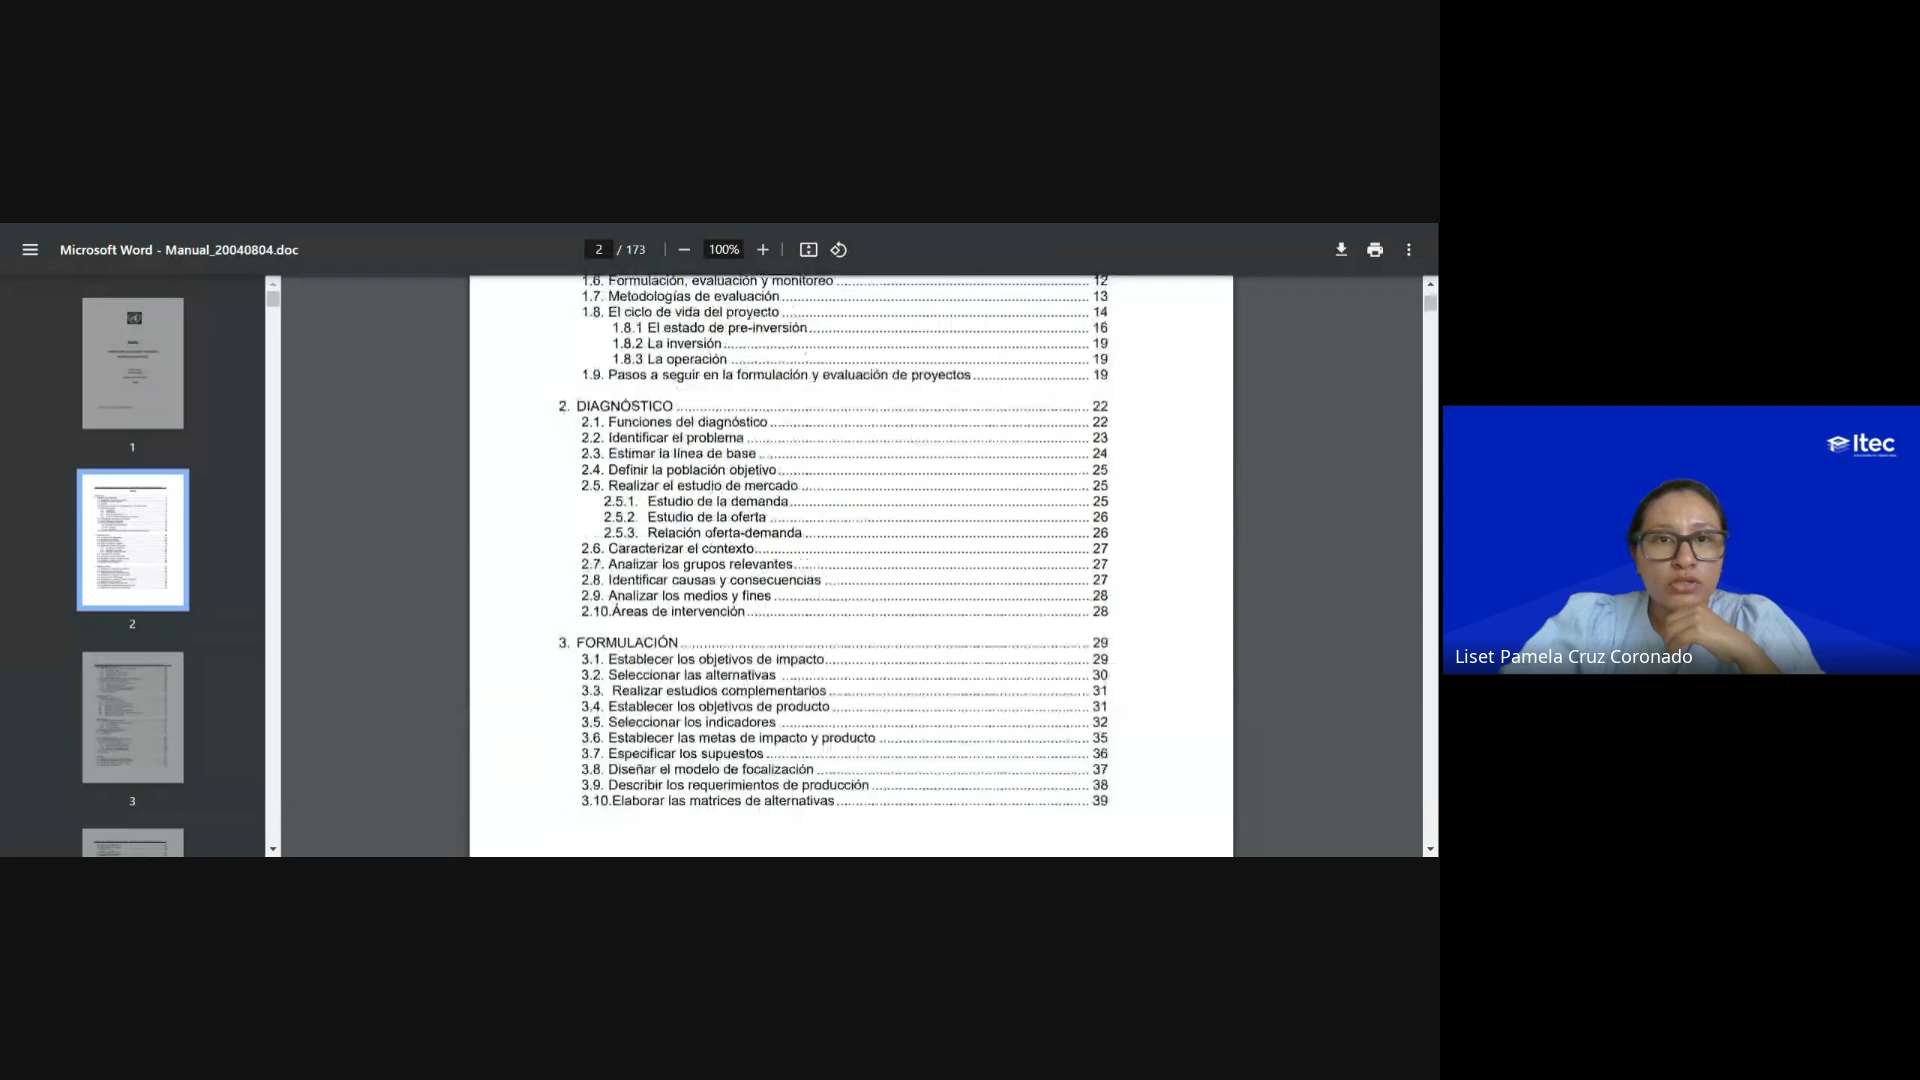 Microsoft Word - Manual_20040804.doc
2 / 173
100%
1.6. Formulación, evaluación y monitoreo 12
1.7. Metodologías de evaluación 13
1.8. El ciclo de vida del proyecto 14
1.8.1 El estado de pre-inversión 16
1.8.2 La inversión 19
1.8.3 La operación 19
1.9. Pasos a seguir en la formulación y evaluación de proyectos 19
2. DIAGNÓSTICO 22
2.1. Funciones del diagnóstico 22
2.2. Identificar el problema 23
2.3. Estimar la línea de base 24
2.4. Definir la población objetivo 25
2.5. Realizar el estudio de mercado 25
2.5.1. Estudio de la demanda 25
2.5.2. Estudio de la oferta 26
2.5.3. Relación oferta-demanda 26
2.6. Caracterizar el contexto 27
2.7. Analizar los grupos relevantes 27
2.8. Identificar causas y consecuencias 27
2.9. Analizar los medios y fines 28
2.10.Áreas de intervención 28
3. FORMULACIÓN 29
3.1. Establecer los objetivos de impacto 29
3.2. Seleccionar las alternativas 30
3.3. Realizar estudios complementarios 31
3.4. Establecer los objetivos de producto 31
3.5. Seleccionar los indicadores 32
3.6. Establecer las metas de impacto y producto 35
3.7. Especificar los supuestos 36
3.8. Diseñar el modelo de focalización 37
3.9. Describir los requerimientos de producción 38
3.10.Elaborar las matrices de alternativas 39
1
2
3
Itec
Liset Pamela Cruz Coronado